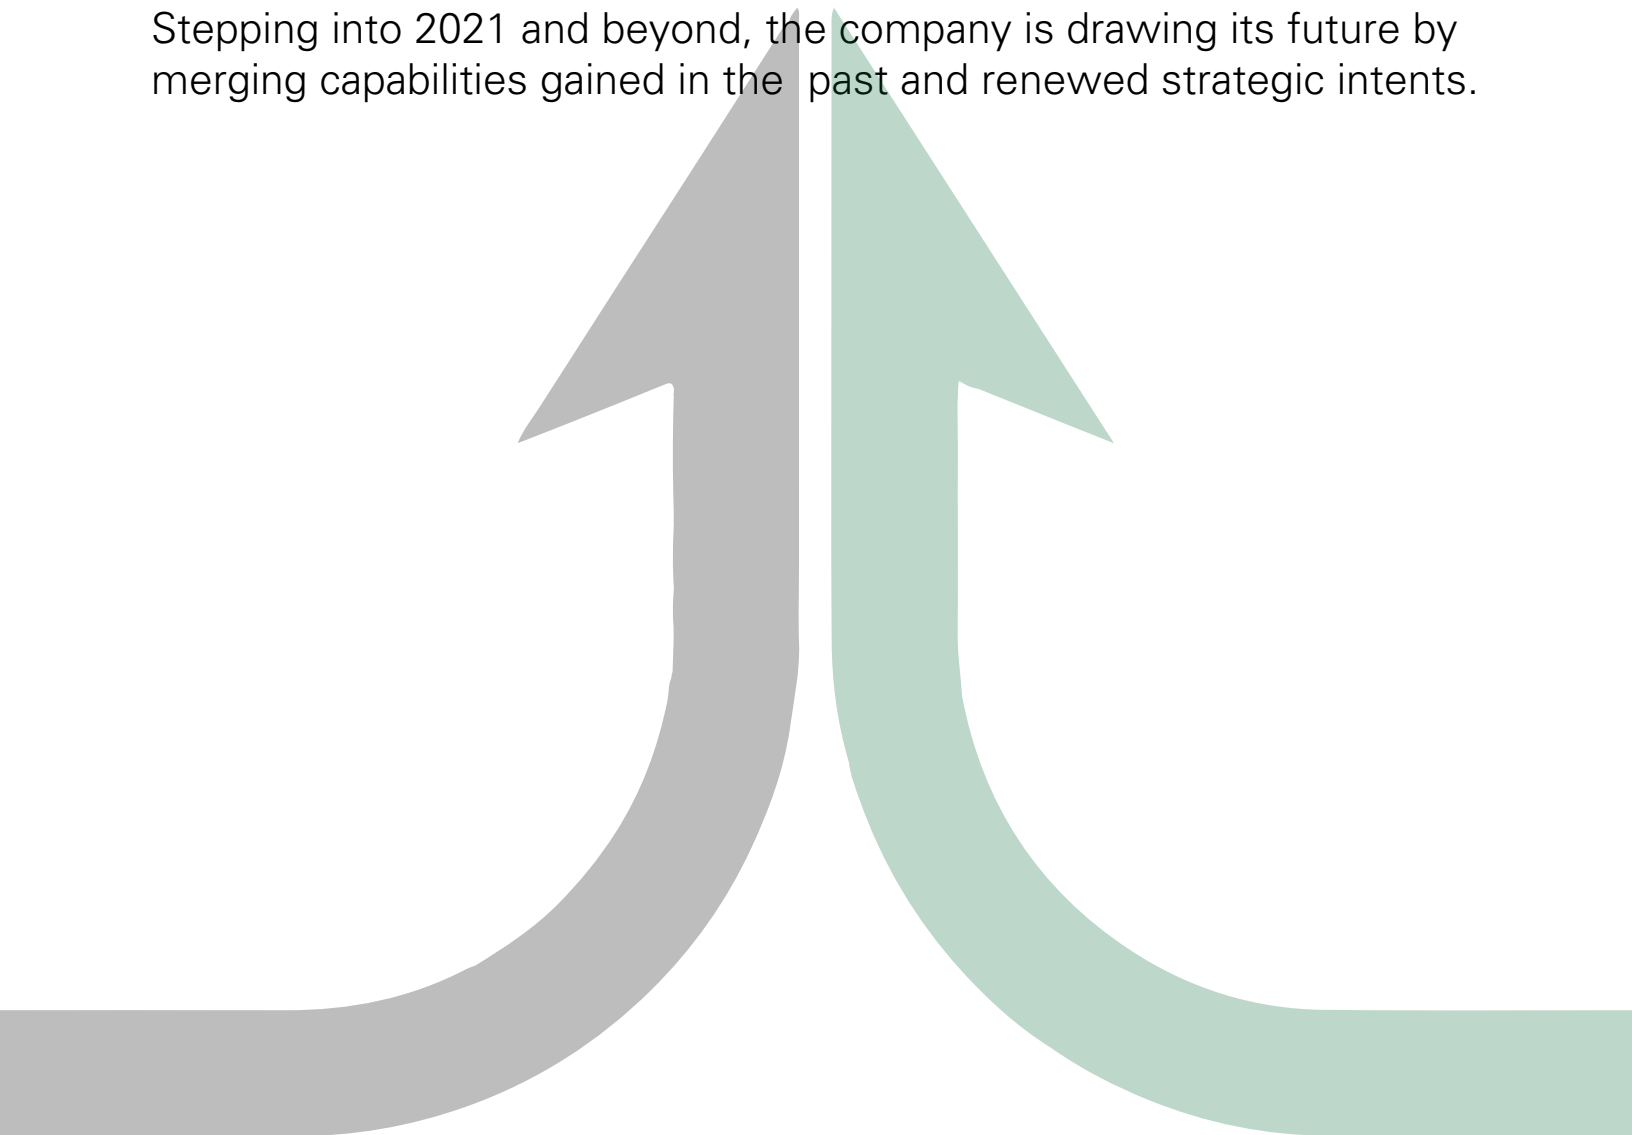 Stepping into 2021 and beyond, the company is drawing its future by
merging capabilities gained in the  past and renewed strategic intents.